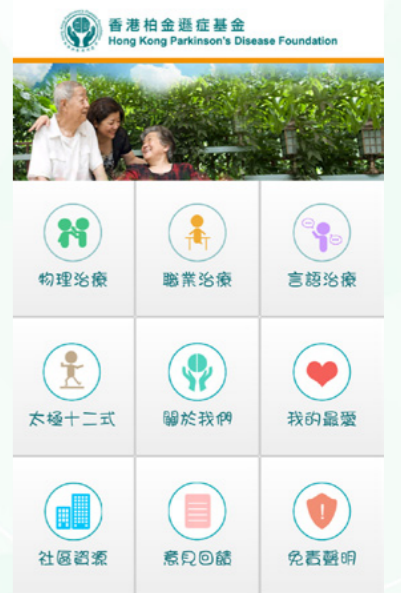 香港柏金遜症基金
Hong Kong Parkinson's Disease Foundation
物理治療
職業治療
言語治療
太極十二式
關於我們
我的最愛
社區資源
意見回饋
免責聲明